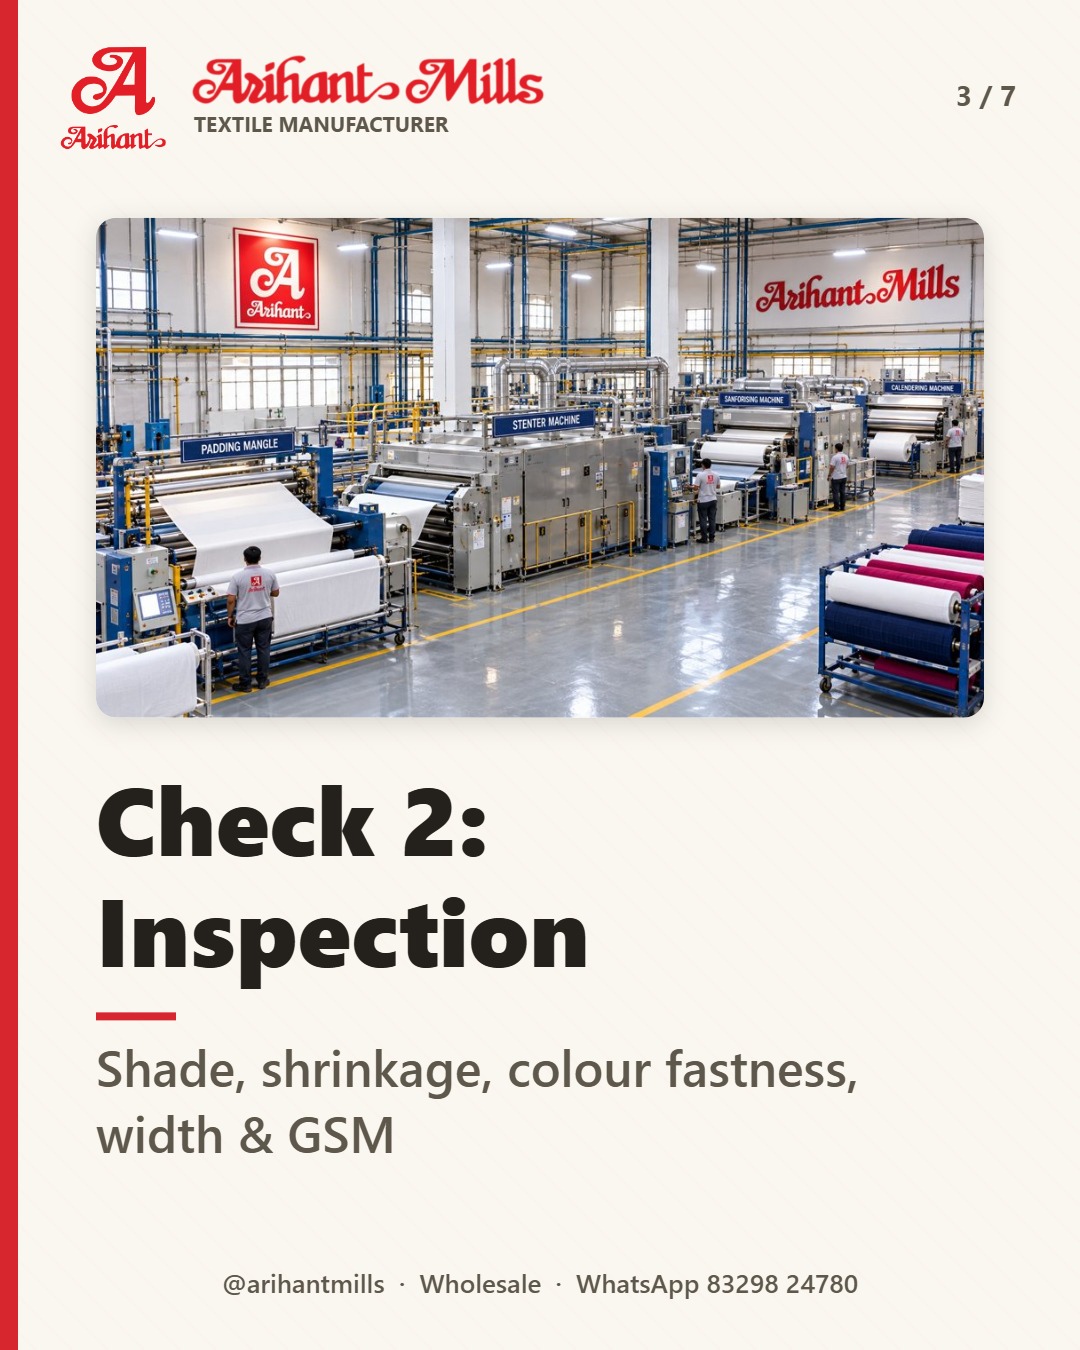 A
Arihant
Arihant Mills
TEXTILE MANUFACTURER
3 / 7
A
Arihant
Arihant Mills
PADDING MANGLE
STENTER MACHINE
SANFORISING MACHINE
CALENDERING MACHINE
Check 2:
Inspection
Shade, shrinkage, colour fastness,
width & GSM
@arihantmills · Wholesale · WhatsApp 83298 24780